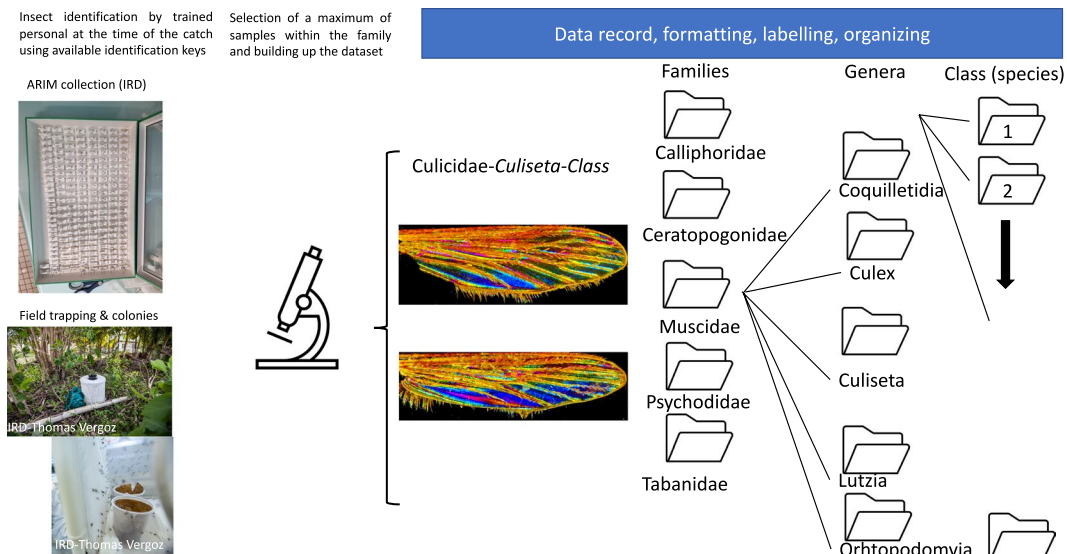 Insect identification by trained
personal at the time of the catch
using available identification keys
Selection of a maximum of
samples within the family
and building up the dataset
Data record, formatting, labelling, organizing
ARIM collection (IRD)
Field trapping & colonies
IRD-Thomas Vergoz
IRD-Thomas Vergoz
Culicidae-Culiseta-Class
Families
Calliphoridae
Ceratopogonidae
Muscidae
Psychodidae
Tabanidae
Genera
Coquilletidia
Culex
Culiseta
Lutzia
Orhtopodomyia
Class (species)
1
2